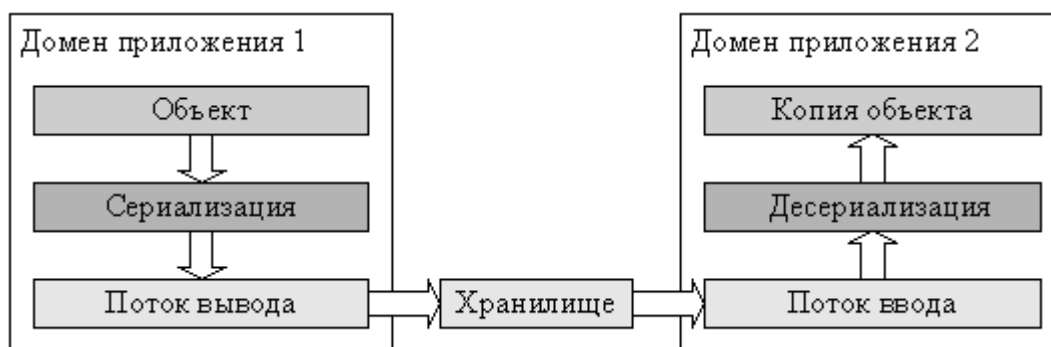 Домен приложения 1
Объект
Сериализация
Поток вывода
Хранилище
Домен приложения 2
Копия объекта
Десериализация
Поток ввода